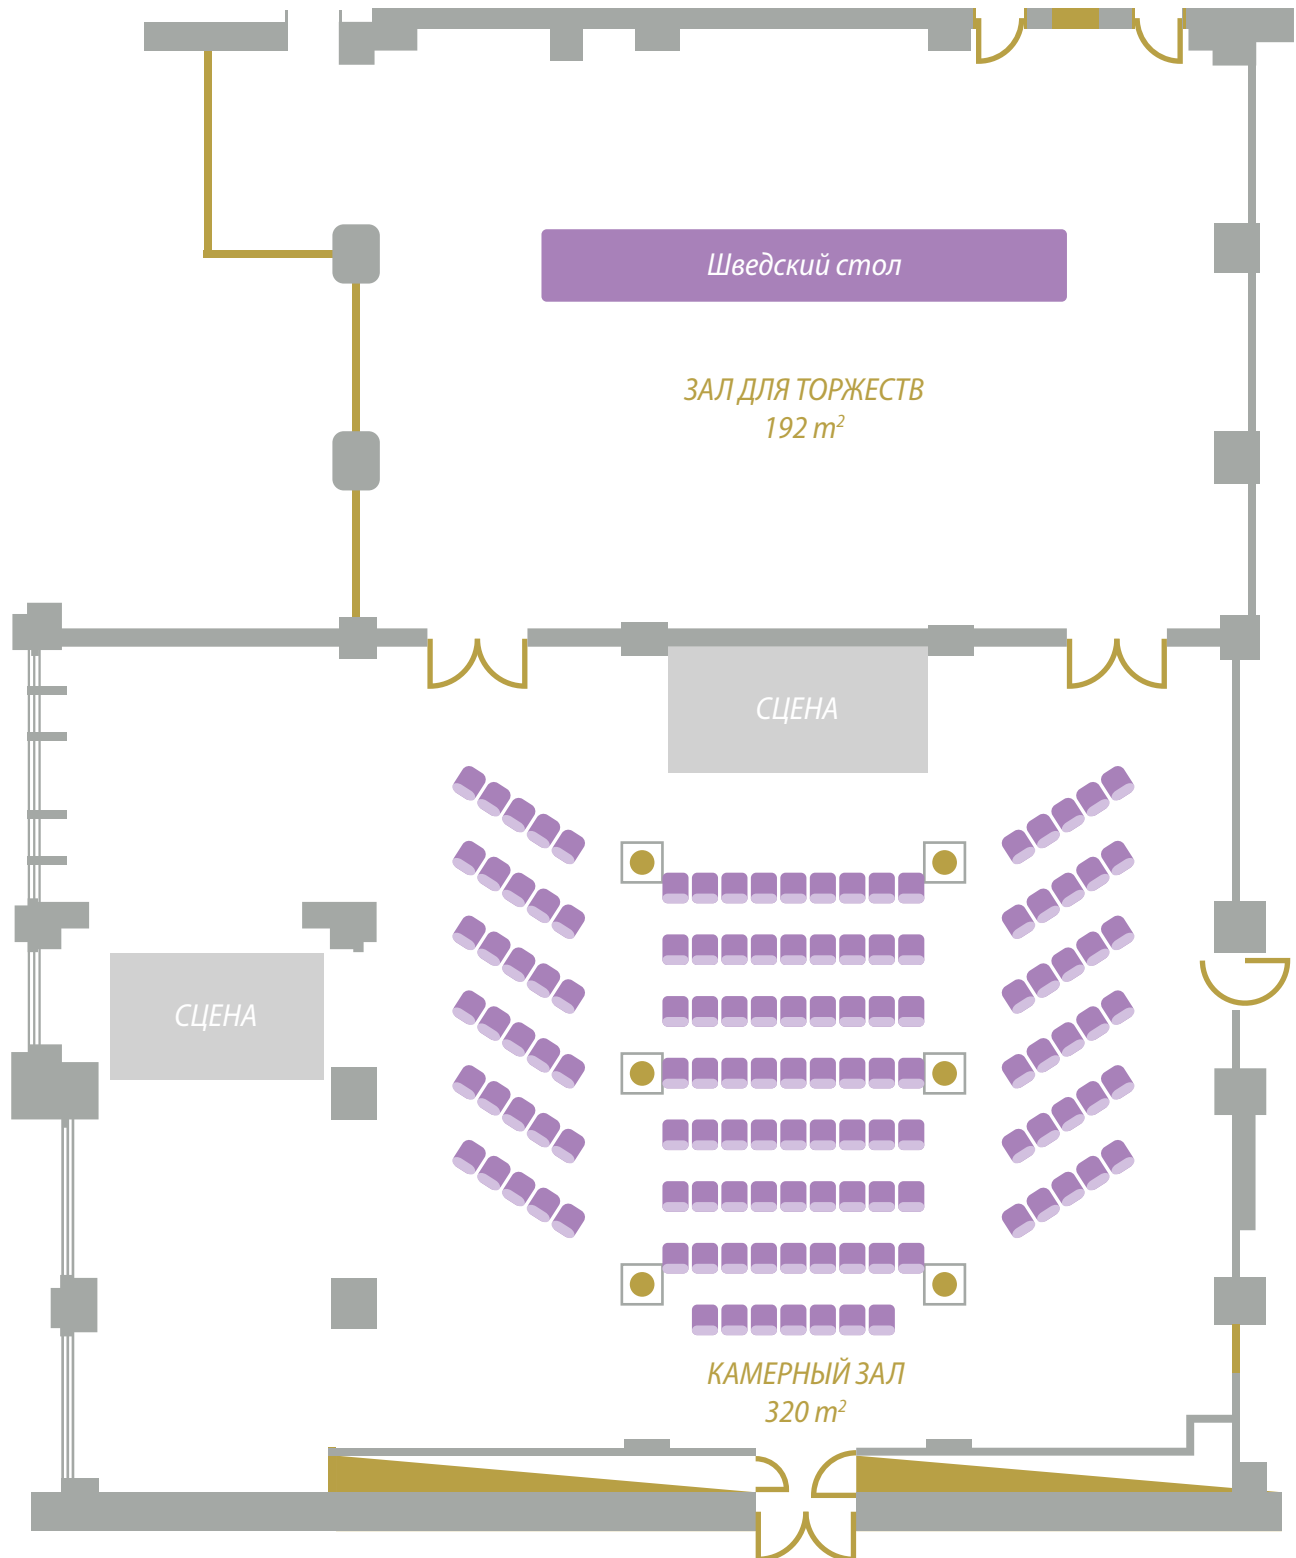 Шведский стол
ЗАЛ ДЛЯ ТОРЖЕСТВ
192 m²
СЦЕНА
СЦЕНА
КАМЕРНЫЙ ЗАЛ
320 m²